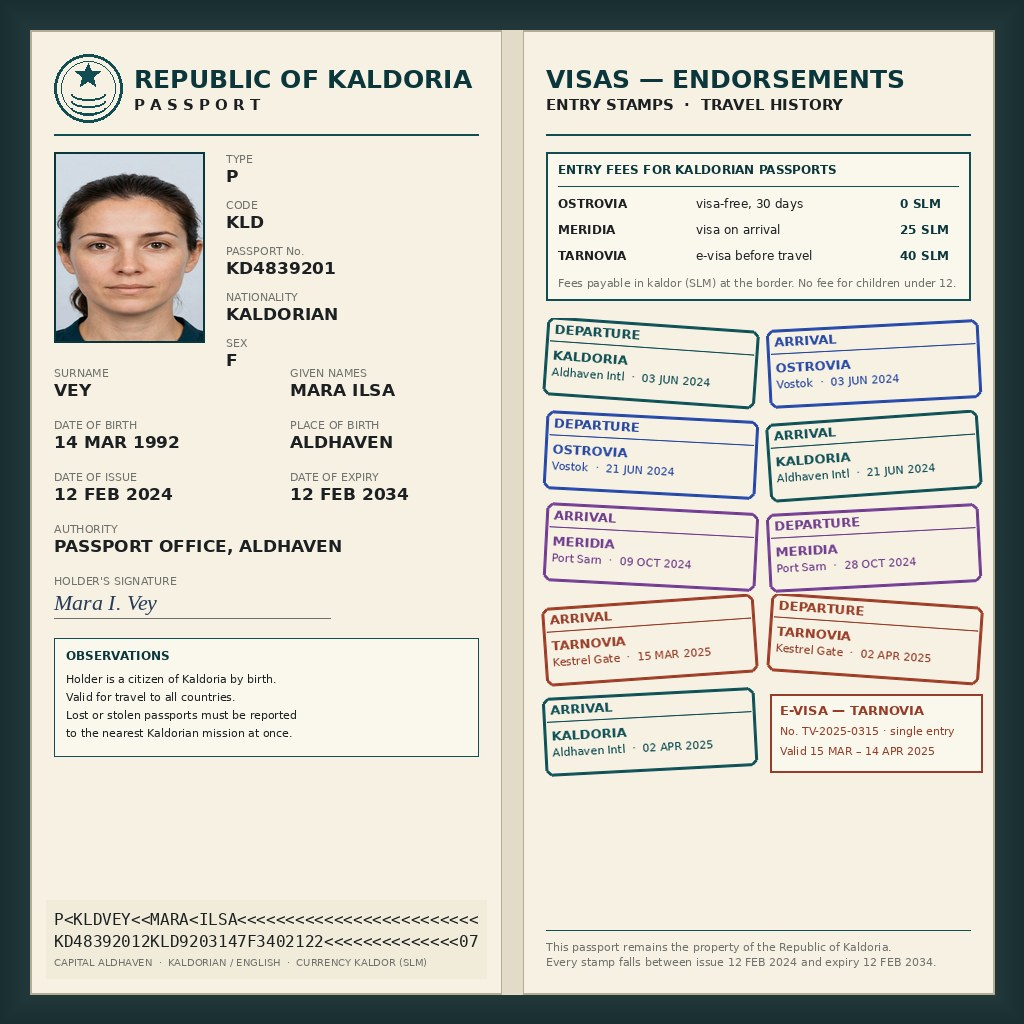 REPUBLIC OF KALDORIA
PASSPORT
TYPE
P
CODE
KLD
PASSPORT No.
KD4839201
NATIONALITY
KALDORIAN
SEX
F
SURNAME
VEY
GIVEN NAMES
MARA ILSA
DATE OF BIRTH
14 MAR 1992
PLACE OF BIRTH
ALDHAVEN
DATE OF ISSUE
12 FEB 2024
DATE OF EXPIRY
12 FEB 2034
AUTHORITY
PASSPORT OFFICE, ALDHAVEN
HOLDER'S SIGNATURE
Mara I. Vey
OBSERVATIONS
Holder is a citizen of Kaldoria by birth.
Valid for travel to all countries.
Lost or stolen passports must be reported
to the nearest Kaldorian mission at once.
P<KLDVEY<<MARA<ILSA<<<<<<<<<<<<<<<<<<<<<<<<<
KD48392012KLD9203147F3402122<<<<<<<<<<<<<<07
CAPITAL ALDHAVEN · KALDORIAN / ENGLISH · CURRENCY KALDOR (SLM)
VISAS — ENDORSEMENTS
ENTRY STAMPS · TRAVEL HISTORY
ENTRY FEES FOR KALDORIAN PASSPORTS
OSTROVIA visa-free, 30 days 0 SLM
MERIDIA visa on arrival 25 SLM
TARNOVIA e-visa before travel 40 SLM
Fees payable in kaldor (SLM) at the border. No fee for children under 12.
DEPARTURE
KALDORIA
Aldhaven Intl · 03 JUN 2024
ARRIVAL
OSTROVIA
Vostok · 03 JUN 2024
DEPARTURE
OSTROVIA
Vostok · 21 JUN 2024
ARRIVAL
KALDORIA
Aldhaven Intl · 21 JUN 2024
ARRIVAL
MERIDIA
Port Sam · 09 OCT 2024
DEPARTURE
MERIDIA
Port Sam · 28 OCT 2024
ARRIVAL
TARNOVIA
Kestrel Gate · 15 MAR 2025
DEPARTURE
TARNOVIA
Kestrel Gate · 02 APR 2025
ARRIVAL
KALDORIA
Aldhaven Intl · 02 APR 2025
E-VISA — TARNOVIA
No. TV-2025-0315 · single entry
Valid 15 MAR – 14 APR 2025
This passport remains the property of the Republic of Kaldoria.
Every stamp falls between issue 12 FEB 2024 and expiry 12 FEB 2034.